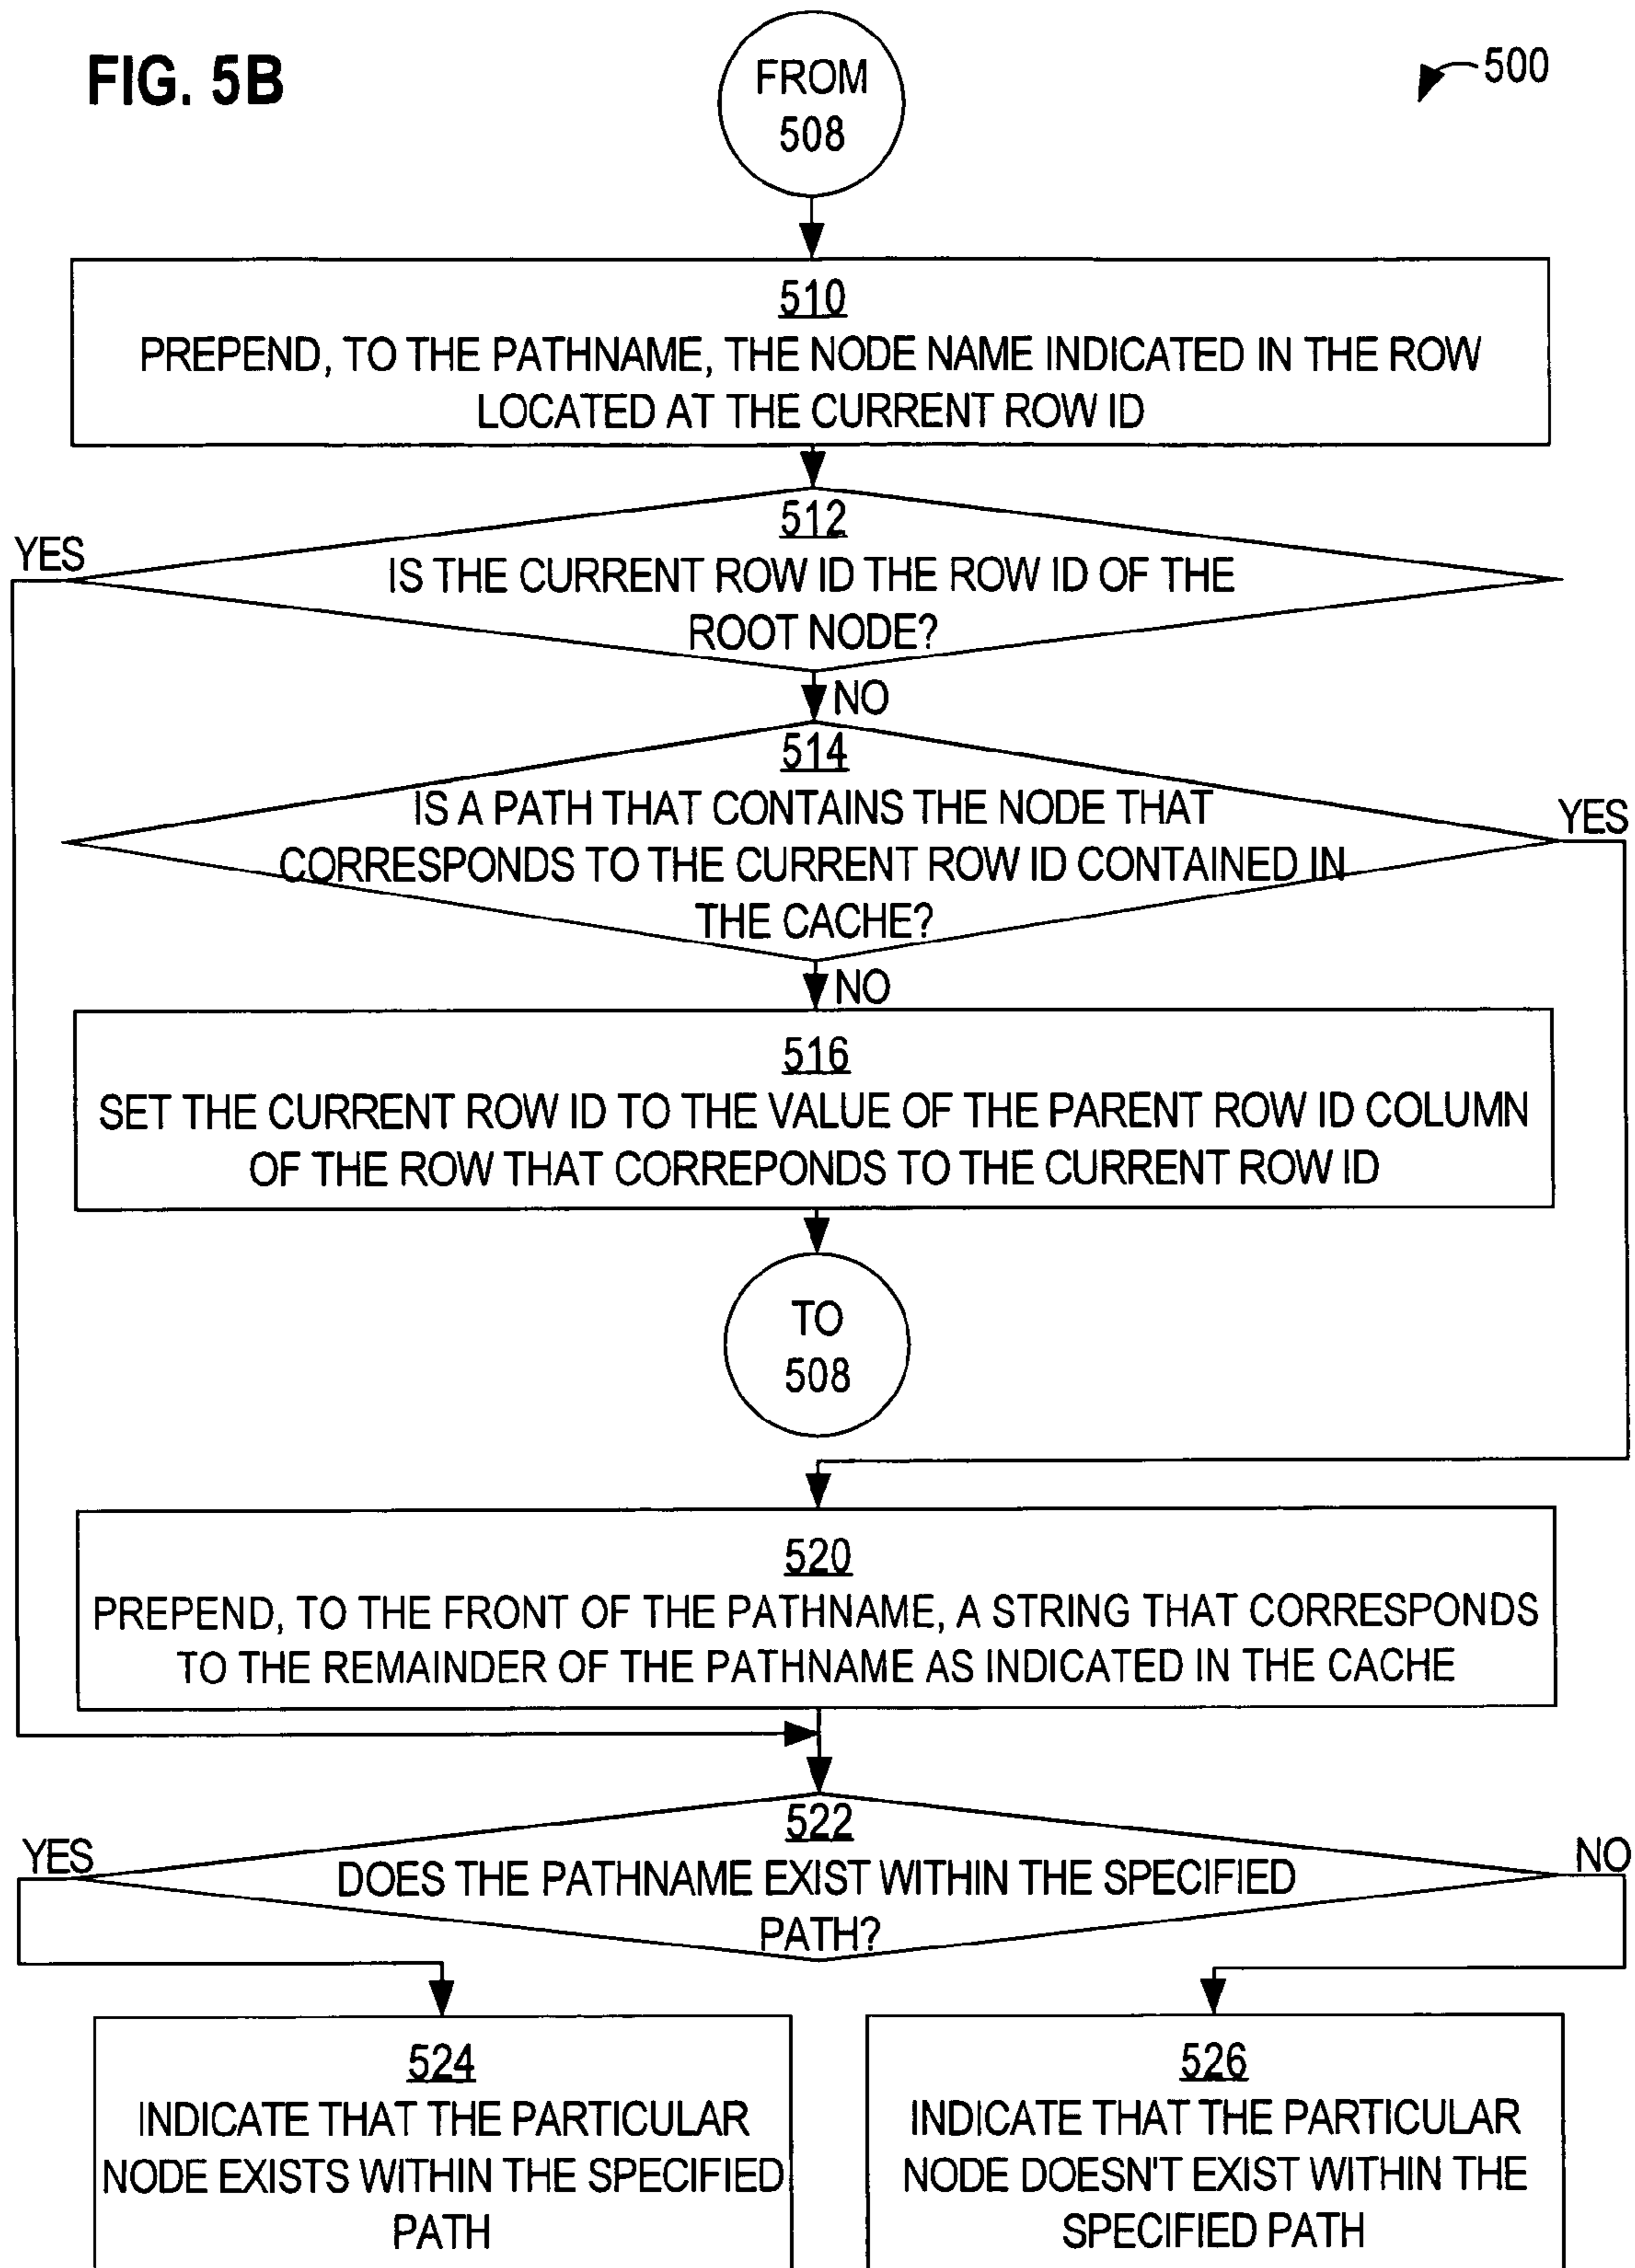 FIG. 5B
FROM
508
500
510
PREPEND, TO THE PATHNAME, THE NODE NAME INDICATED IN THE ROW
LOCATED AT THE CURRENT ROW ID
512
YES
IS THE CURRENT ROW ID THE ROW ID OF THE
ROOT NODE?
NO
514
IS A PATH THAT CONTAINS THE NODE THAT
YES
CORRESPONDS TO THE CURRENT ROW ID CONTAINED IN
THE CACHE?
NO
516
SET THE CURRENT ROW ID TO THE VALUE OF THE PARENT ROW ID COLUMN
OF THE ROW THAT CORREPONDS TO THE CURRENT ROW ID
TO
508
520
PREPEND, TO THE FRONT OF THE PATHNAME, A STRING THAT CORRESPONDS
TO THE REMAINDER OF THE PATHNAME AS INDICATED IN THE CACHE
522
YES
NO
DOES THE PATHNAME EXIST WITHIN THE SPECIFIED
PATH?
524
INDICATE THAT THE PARTICULAR
NODE EXISTS WITHIN THE SPECIFIED
PATH
526
INDICATE THAT THE PARTICULAR
NODE DOESN'T EXIST WITHIN THE
SPECIFIED PATH